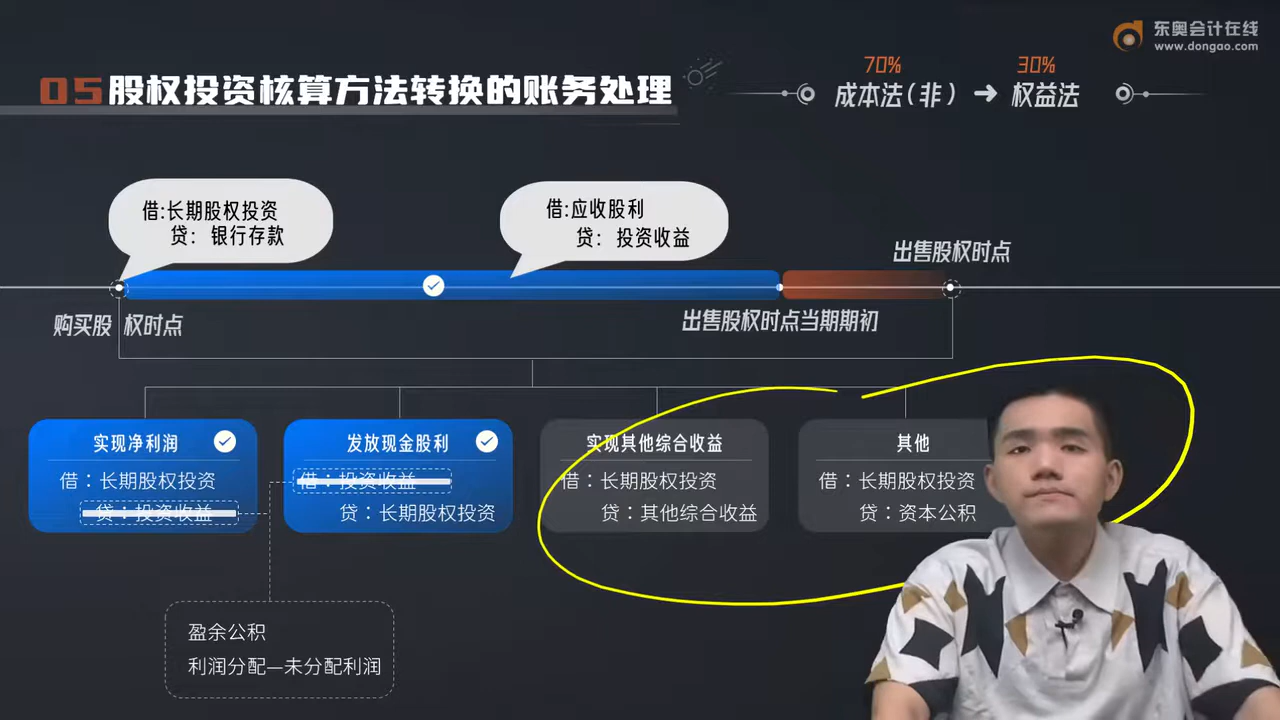 东奥会计在线
www.dongao.com
05股权投资核算方法转换的账务处理
70%
30%
成本法(非)
权益法
借:长期股权投资
贷: 银行存款
借:应收股利
贷: 投资收益
出售股权时点
购买股 权时点
出售股权时点当期期初
实现净利润
借:长期股权投资
贷:投资收益
发放现金股利
借:投资收益
贷:长期股权投资
实现其他综合收益
借:长期股权投资
贷:其他综合收益
其他
借:长期股权投资
贷:资本公积
盈余公积
利润分配—未分配利润